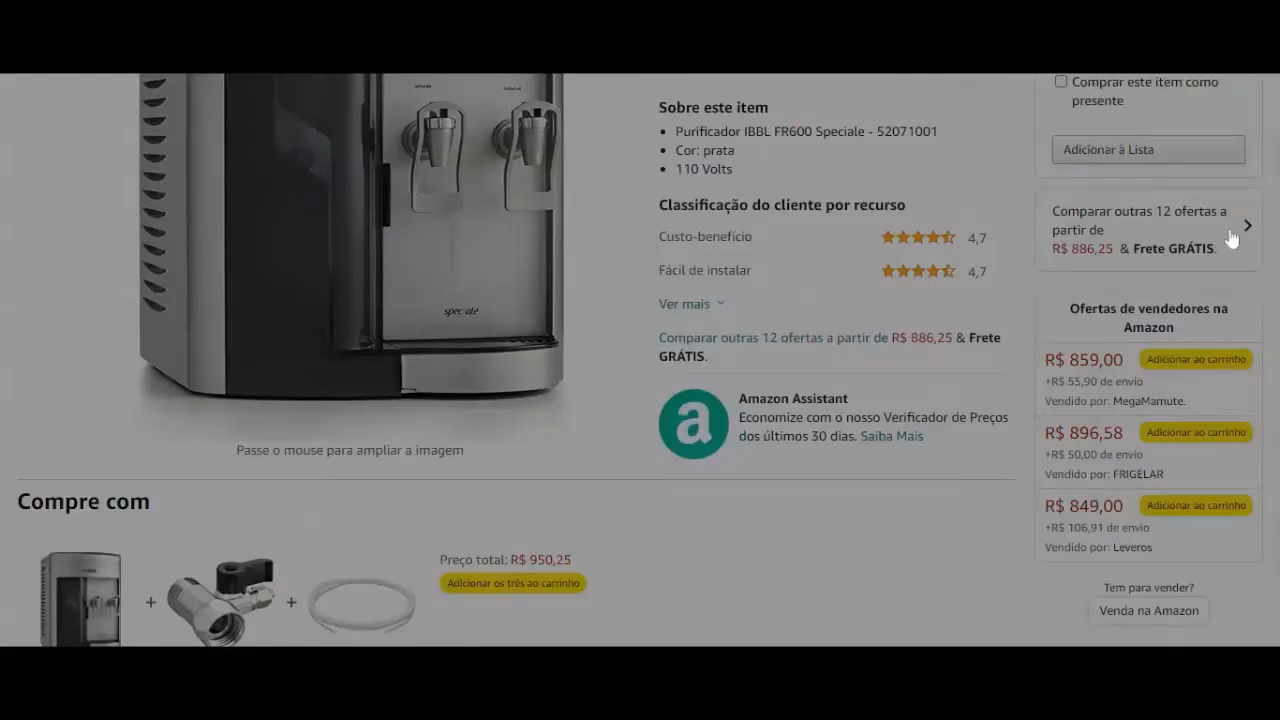 gelada
natural
spec ale
Passe o mouse para ampliar a imagem
Sobre este item
Purificador IBBL FR600 Speciale - 52071001
Cor: prata
110 Volts
Classificação do cliente por recurso
Custo-benefício 4,7
Fácil de instalar 4,7
Ver mais
Comparar outras 12 ofertas a partir de R$ 886,25 & Frete
GRÁTIS.
a
Amazon Assistant
Economize com o nosso Verificador de Preços
dos últimos 30 dias. Saiba Mais
Comprar este item como
presente
Adicionar à Lista
Comparar outras 12 ofertas a
partir de
R$ 886,25 & Frete GRÁTIS.
Ofertas de vendedores na
Amazon
R$ 859,00 Adicionar ao carrinho
+R$ 55,90 de envio
Vendido por: MegaMamute.
R$ 896,58 Adicionar ao carrinho
+R$ 50,00 de envio
Vendido por: FRIGELAR
R$ 849,00 Adicionar ao carrinho
+R$ 106,91 de envio
Vendido por: Leveros
Tem para vender?
Venda na Amazon
Compre com
+ +
Preço total: R$ 950,25
Adicionar os três ao carrinho